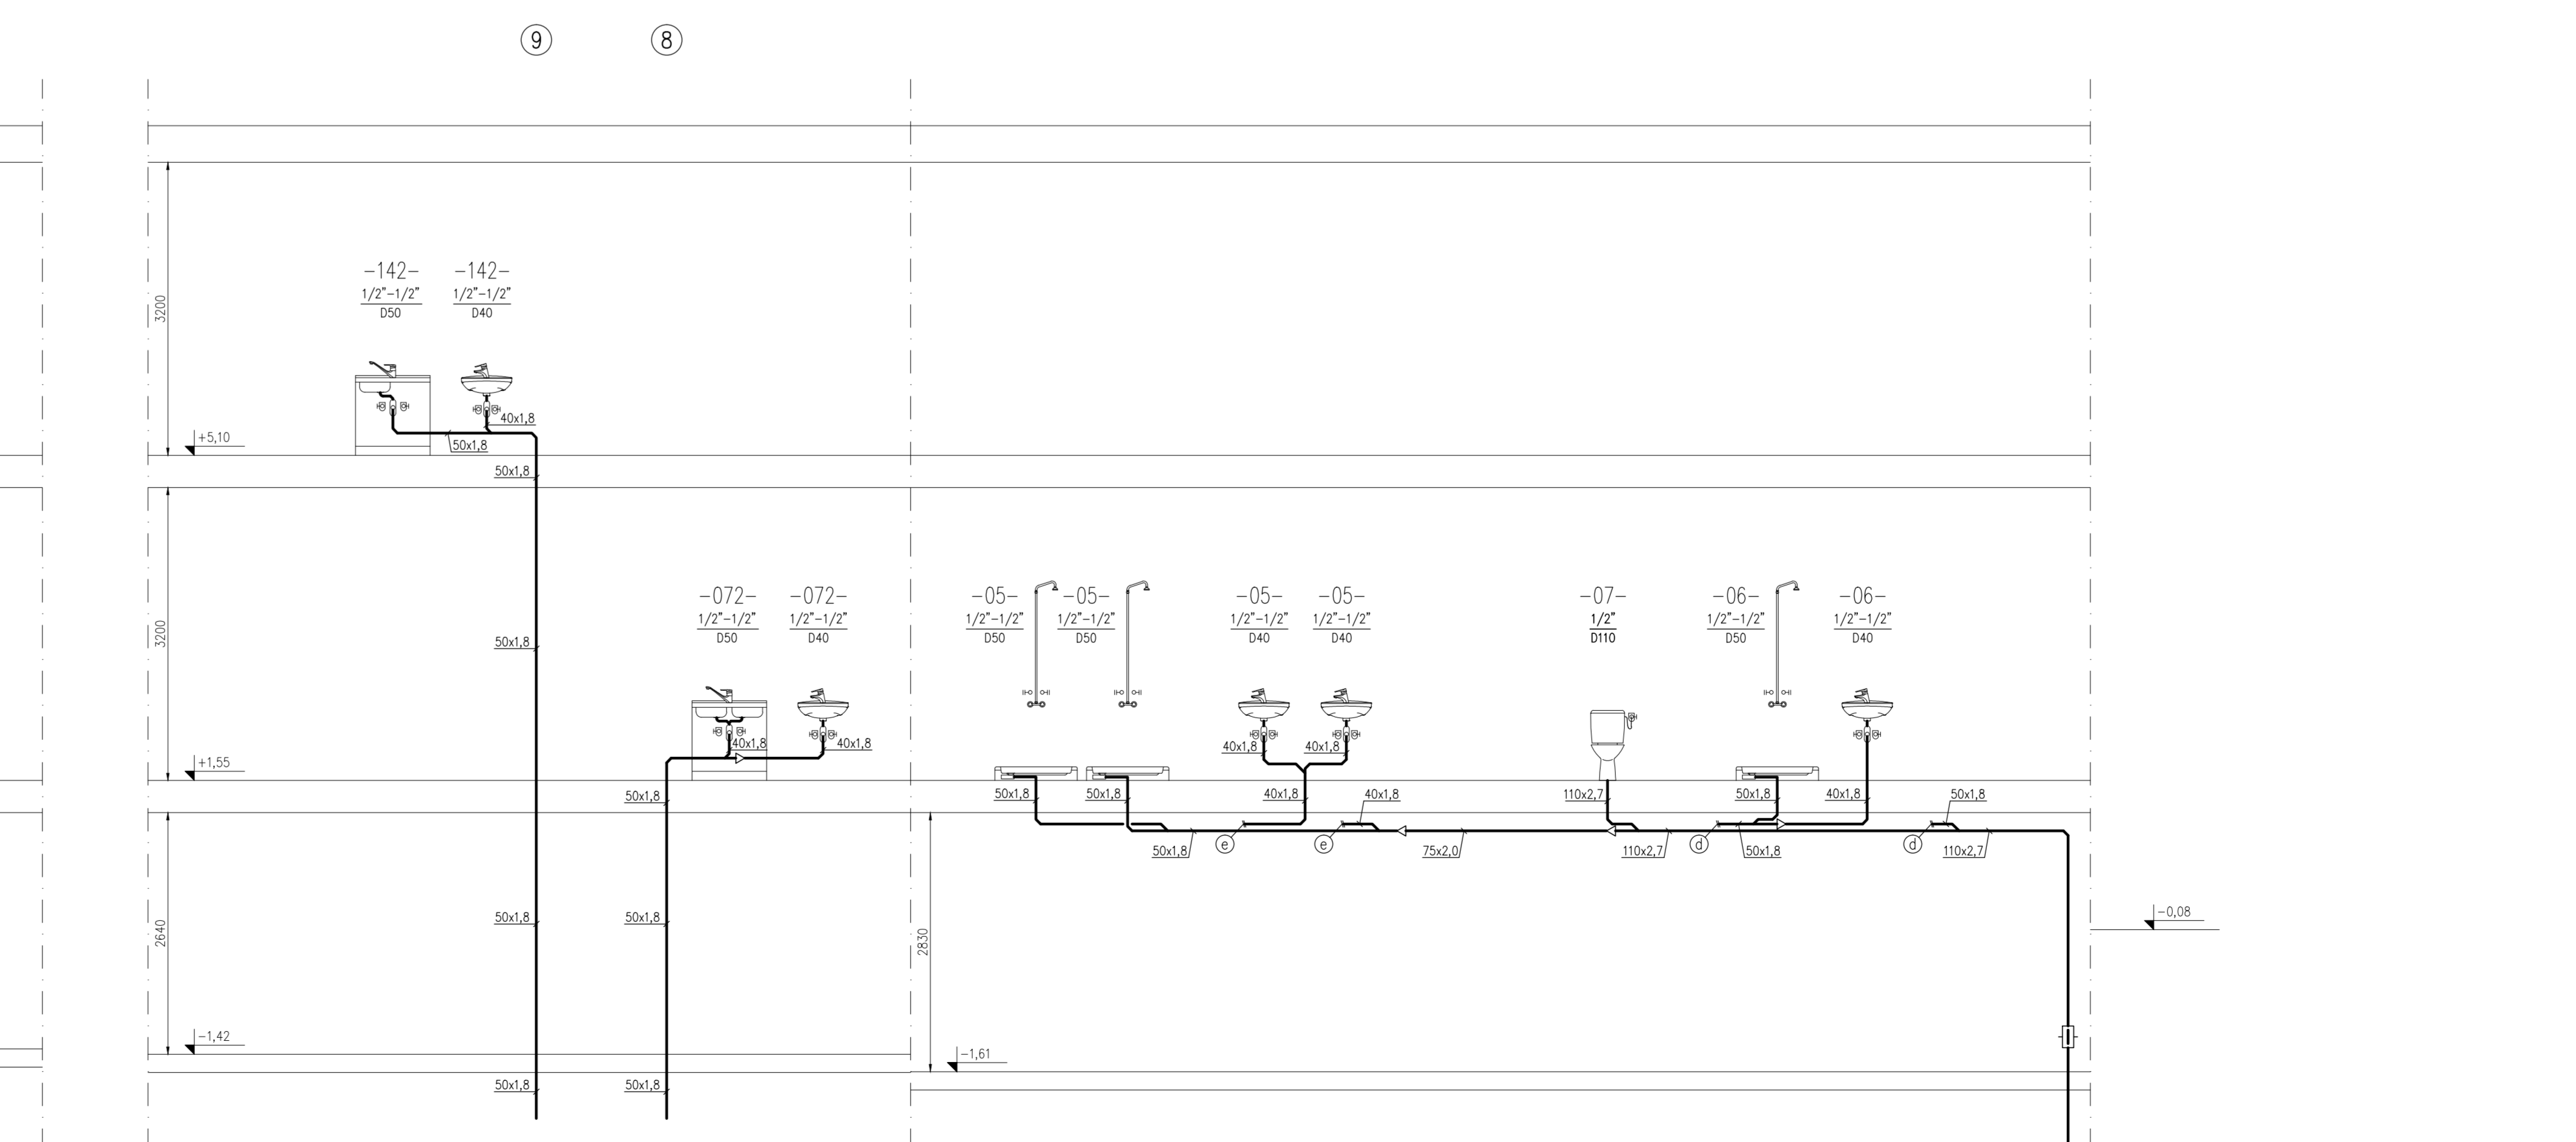 9
8
-142-
1/2"-1/2"
D50
-142-
1/2"-1/2"
D40
3200
40x1,8
50x1,8
+5,10
50x1,8
3200
50x1,8
-072-
1/2"-1/2"
D50
-072-
1/2"-1/2"
D40
-05-
1/2"-1/2"
D50
-05-
1/2"-1/2"
D50
-05-
1/2"-1/2"
D40
-05-
1/2"-1/2"
D40
-07-
1/2"
D110
-06-
1/2"-1/2"
D50
-06-
1/2"-1/2"
D40
40x1,8
40x1,8
40x1,8
40x1,8
+1,55
50x1,8
50x1,8
50x1,8
40x1,8
40x1,8
110x2,7
50x1,8
40x1,8
50x1,8
50x1,8
e
e
75x2,0
110x2,7
d
50x1,8
d
110x2,7
2640
50x1,8
50x1,8
2830
-0,08
-1,42
-1,61
50x1,8
50x1,8